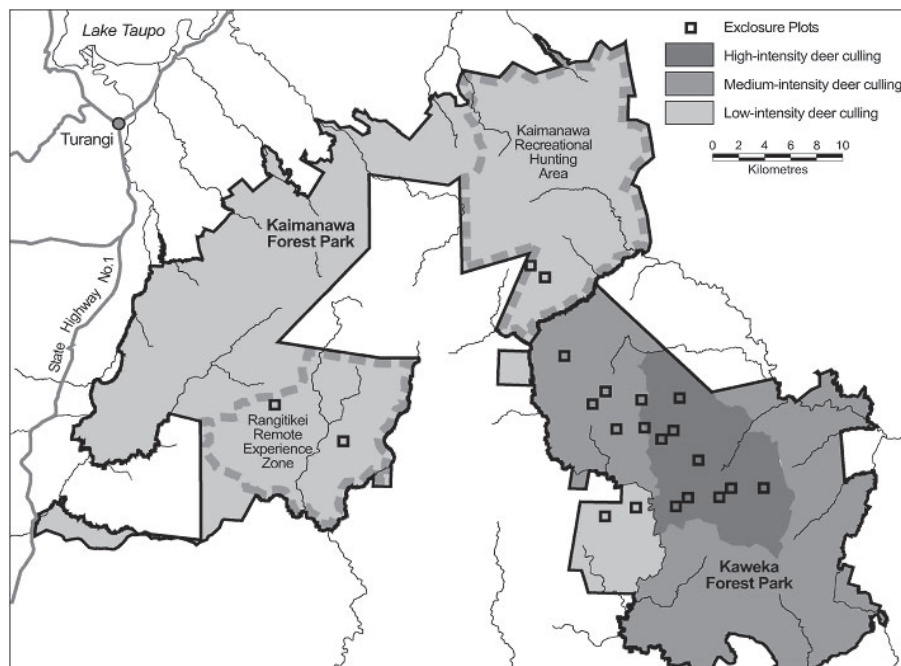 Lake Taupo
Turangi
State Highway No.1
Kaimanawa
Forest Park
Kaimanawa
Recreational
Hunting
Area
Rangitikei
Remote
Experience
Zone
Kaweka
Forest Park
Exclosure Plots
High-intensity deer culling
Medium-intensity deer culling
Low-intensity deer culling
0 2 4 6 8 10
Kilometres